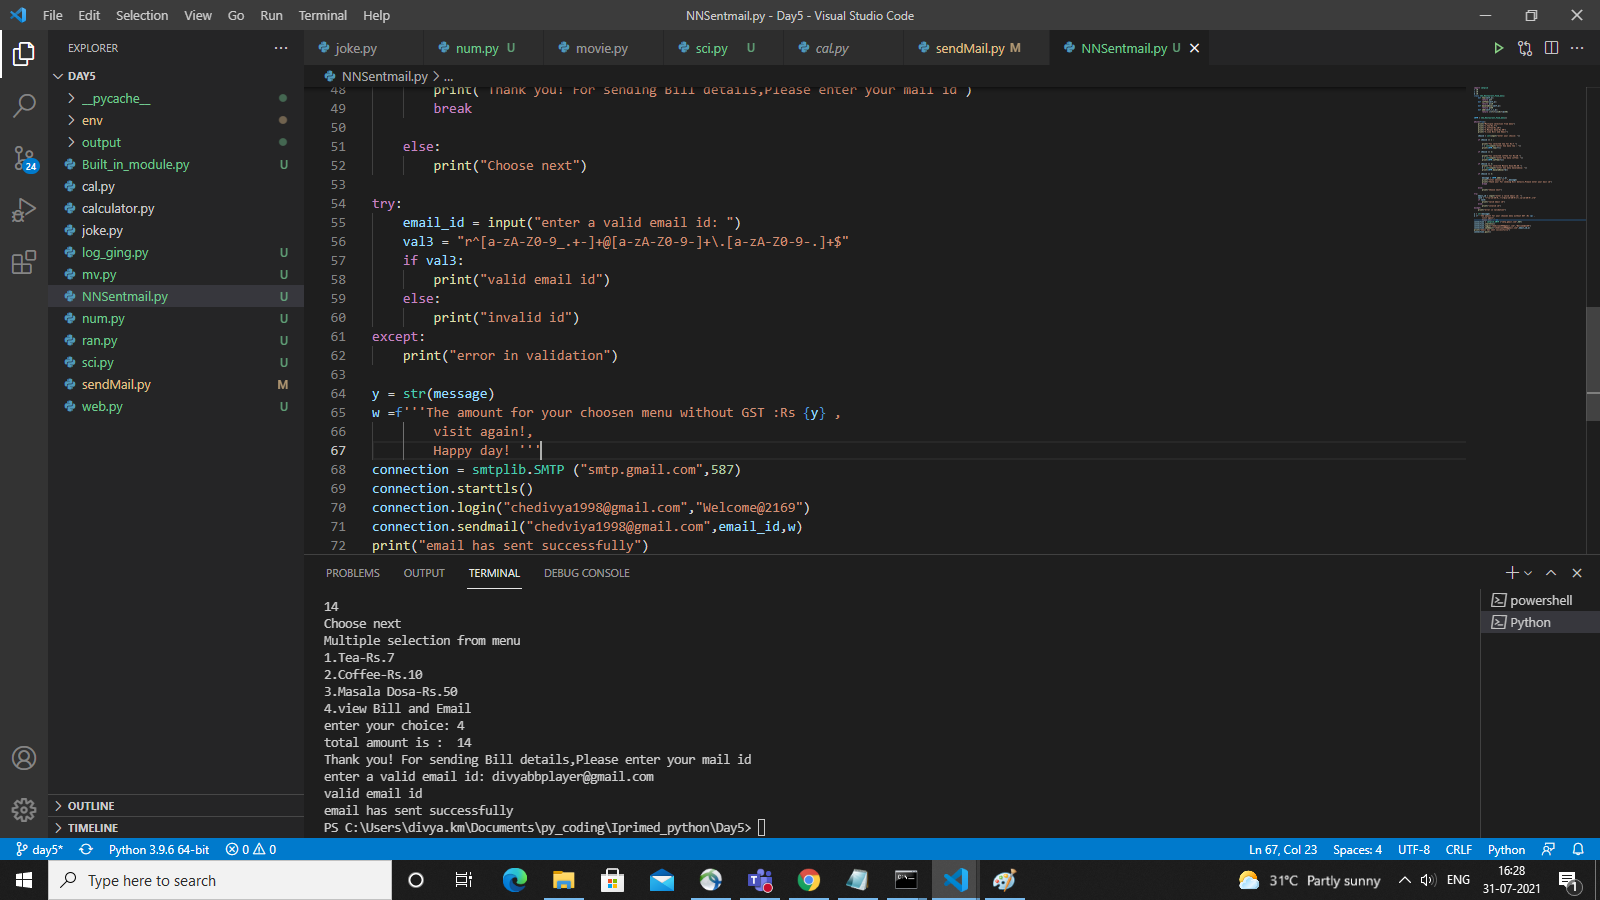 File Edit Selection View Go Run Terminal Help
NNSentmail.py - Day5 - Visual Studio Code
EXPLORER
joke.py
num.py U
movie.py
sci.py U
cal.py
sendMail.py M
NNSentmail.py U
DAY5
NNSentmail.py > ...
__pycache__
env
output
Built_in_module.py U
cal.py
calculator.py
joke.py
log_ging.py U
mv.py U
NNSentmail.py U
num.py U
ran.py U
sci.py U
sendMail.py M
web.py U
24
OUTLINE
TIMELINE
48 print("Thank you! For sending Bill details,Please enter your mail id")
49 break
50
51 else:
52 print("Choose next")
53
54 try:
55 email_id = input("enter a valid email id: ")
56 val3 = "r^[a-zA-Z0-9_.+-]+@[a-zA-Z0-9-]+\.[a-zA-Z0-9-.]+$"
57 if val3:
58 print("valid email id")
59 else:
60 print("invalid id")
61 except:
62 print("error in validation")
63
64 y = str(message)
65 w =f'''The amount for your choosen menu without GST :Rs {y} ,
66 visit again!,
67 Happy day! '''
68 connection = smtplib.SMTP ("smtp.gmail.com",587)
69 connection.starttls()
70 connection.login("chedivya1998@gmail.com","Welcome@2169")
71 connection.sendmail("chedviya1998@gmail.com",email_id,w)
72 print("email has sent successfully")
PROBLEMS OUTPUT TERMINAL DEBUG CONSOLE
powershell
Python
14
Choose next
Multiple selection from menu
1.Tea-Rs.7
2.Coffee-Rs.10
3.Masala Dosa-Rs.50
4.view Bill and Email
enter your choice: 4
total amount is :  14
Thank you! For sending Bill details,Please enter your mail id
enter a valid email id: divyabbplayer@gmail.com
valid email id
email has sent successfully
PS C:\Users\divya.km\Documents\py_coding\Iprimed_python\Day5>
day5* Python 3.9.6 64-bit 0 0
Ln 67, Col 23 Spaces: 4 UTF-8 CRLF Python
Type here to search
31°C Partly sunny
ENG
16:28
31-07-2021
1